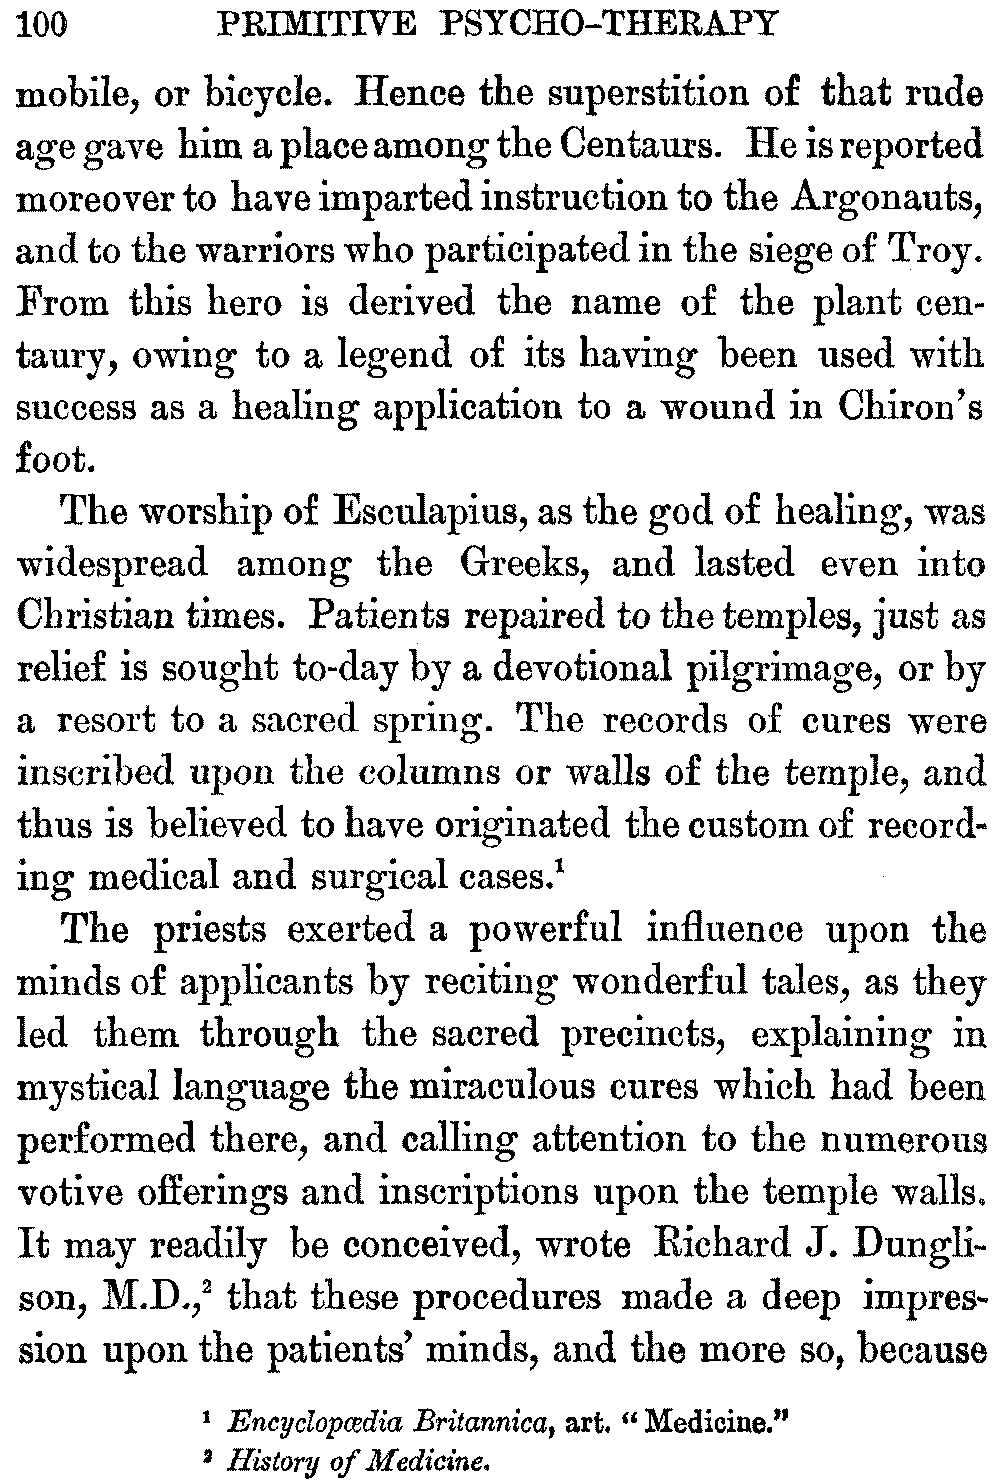 100 PRIMITIVE PSYCHO-THERAPY
mobile, or bicycle. Hence the superstition of that rude
age gave him a place among the Centaurs. He is reported
moreover to have imparted instruction to the Argonauts,
and to the warriors who participated in the siege of Troy.
From this hero is derived the name of the plant cen-
taury, owing to a legend of its having been used with
success as a healing application to a wound in Chiron's
foot.
The worship of Esculapius, as the god of healing, was
widespread among the Greeks, and lasted even into
Christian times. Patients repaired to the temples, just as
relief is sought to-day by a devotional pilgrimage, or by
a resort to a sacred spring. The records of cures were
inscribed upon the columns or walls of the temple, and
thus is believed to have originated the custom of record-
ing medical and surgical cases.¹
The priests exerted a powerful influence upon the
minds of applicants by reciting wonderful tales, as they
led them through the sacred precincts, explaining in
mystical language the miraculous cures which had been
performed there, and calling attention to the numerous
votive offerings and inscriptions upon the temple walls.
It may readily be conceived, wrote Richard J. Dungli-
son, M.D.,² that these procedures made a deep impres-
sion upon the patients' minds, and the more so, because
¹ Encyclopædia Britannica, art. "Medicine."
² History of Medicine.